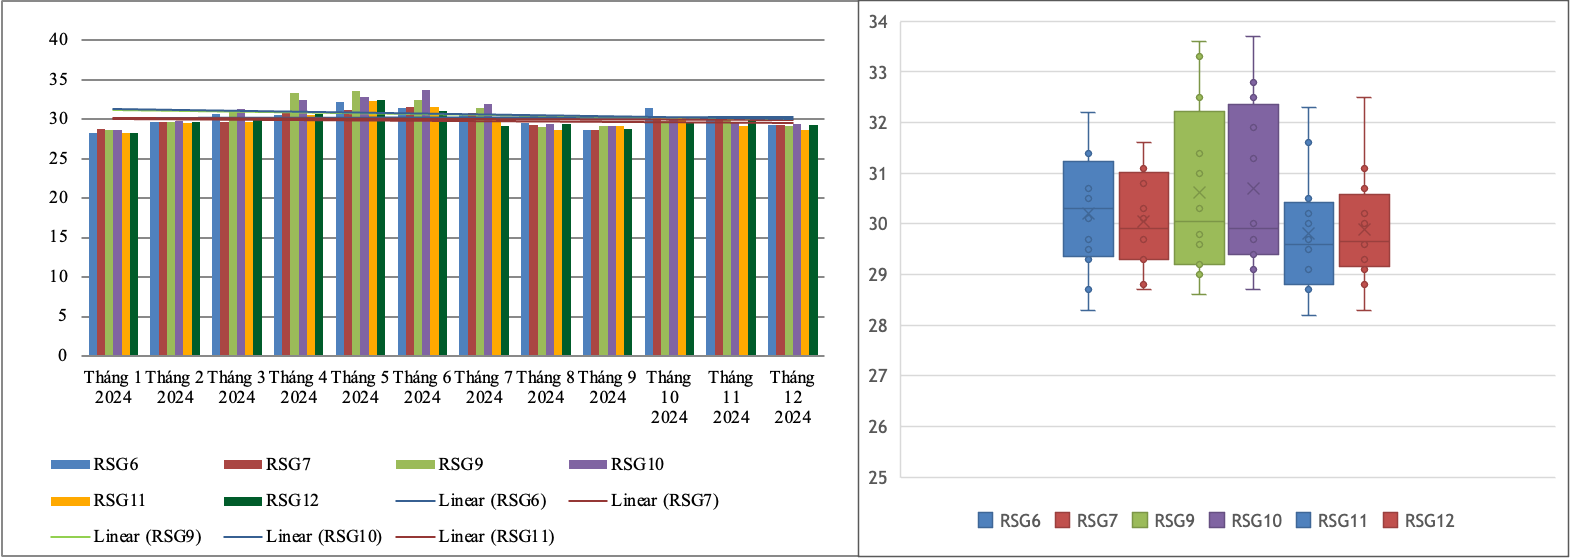 40
35
30
25
20
15
10
5
0
Tháng 1 2024
Tháng 2 2024
Tháng 3 2024
Tháng 4 2024
Tháng 5 2024
Tháng 6 2024
Tháng 7 2024
Tháng 8 2024
Tháng 9 2024
Tháng 10 2024
Tháng 11 2024
Tháng 12 2024
RSG6 RSG7 RSG9 RSG10
RSG11 RSG12 Linear (RSG6) Linear (RSG7)
Linear (RSG9) Linear (RSG10) Linear (RSG11)
34
33
32
31
30
29
28
27
26
25
RSG6 RSG7 RSG9 RSG10 RSG11 RSG12